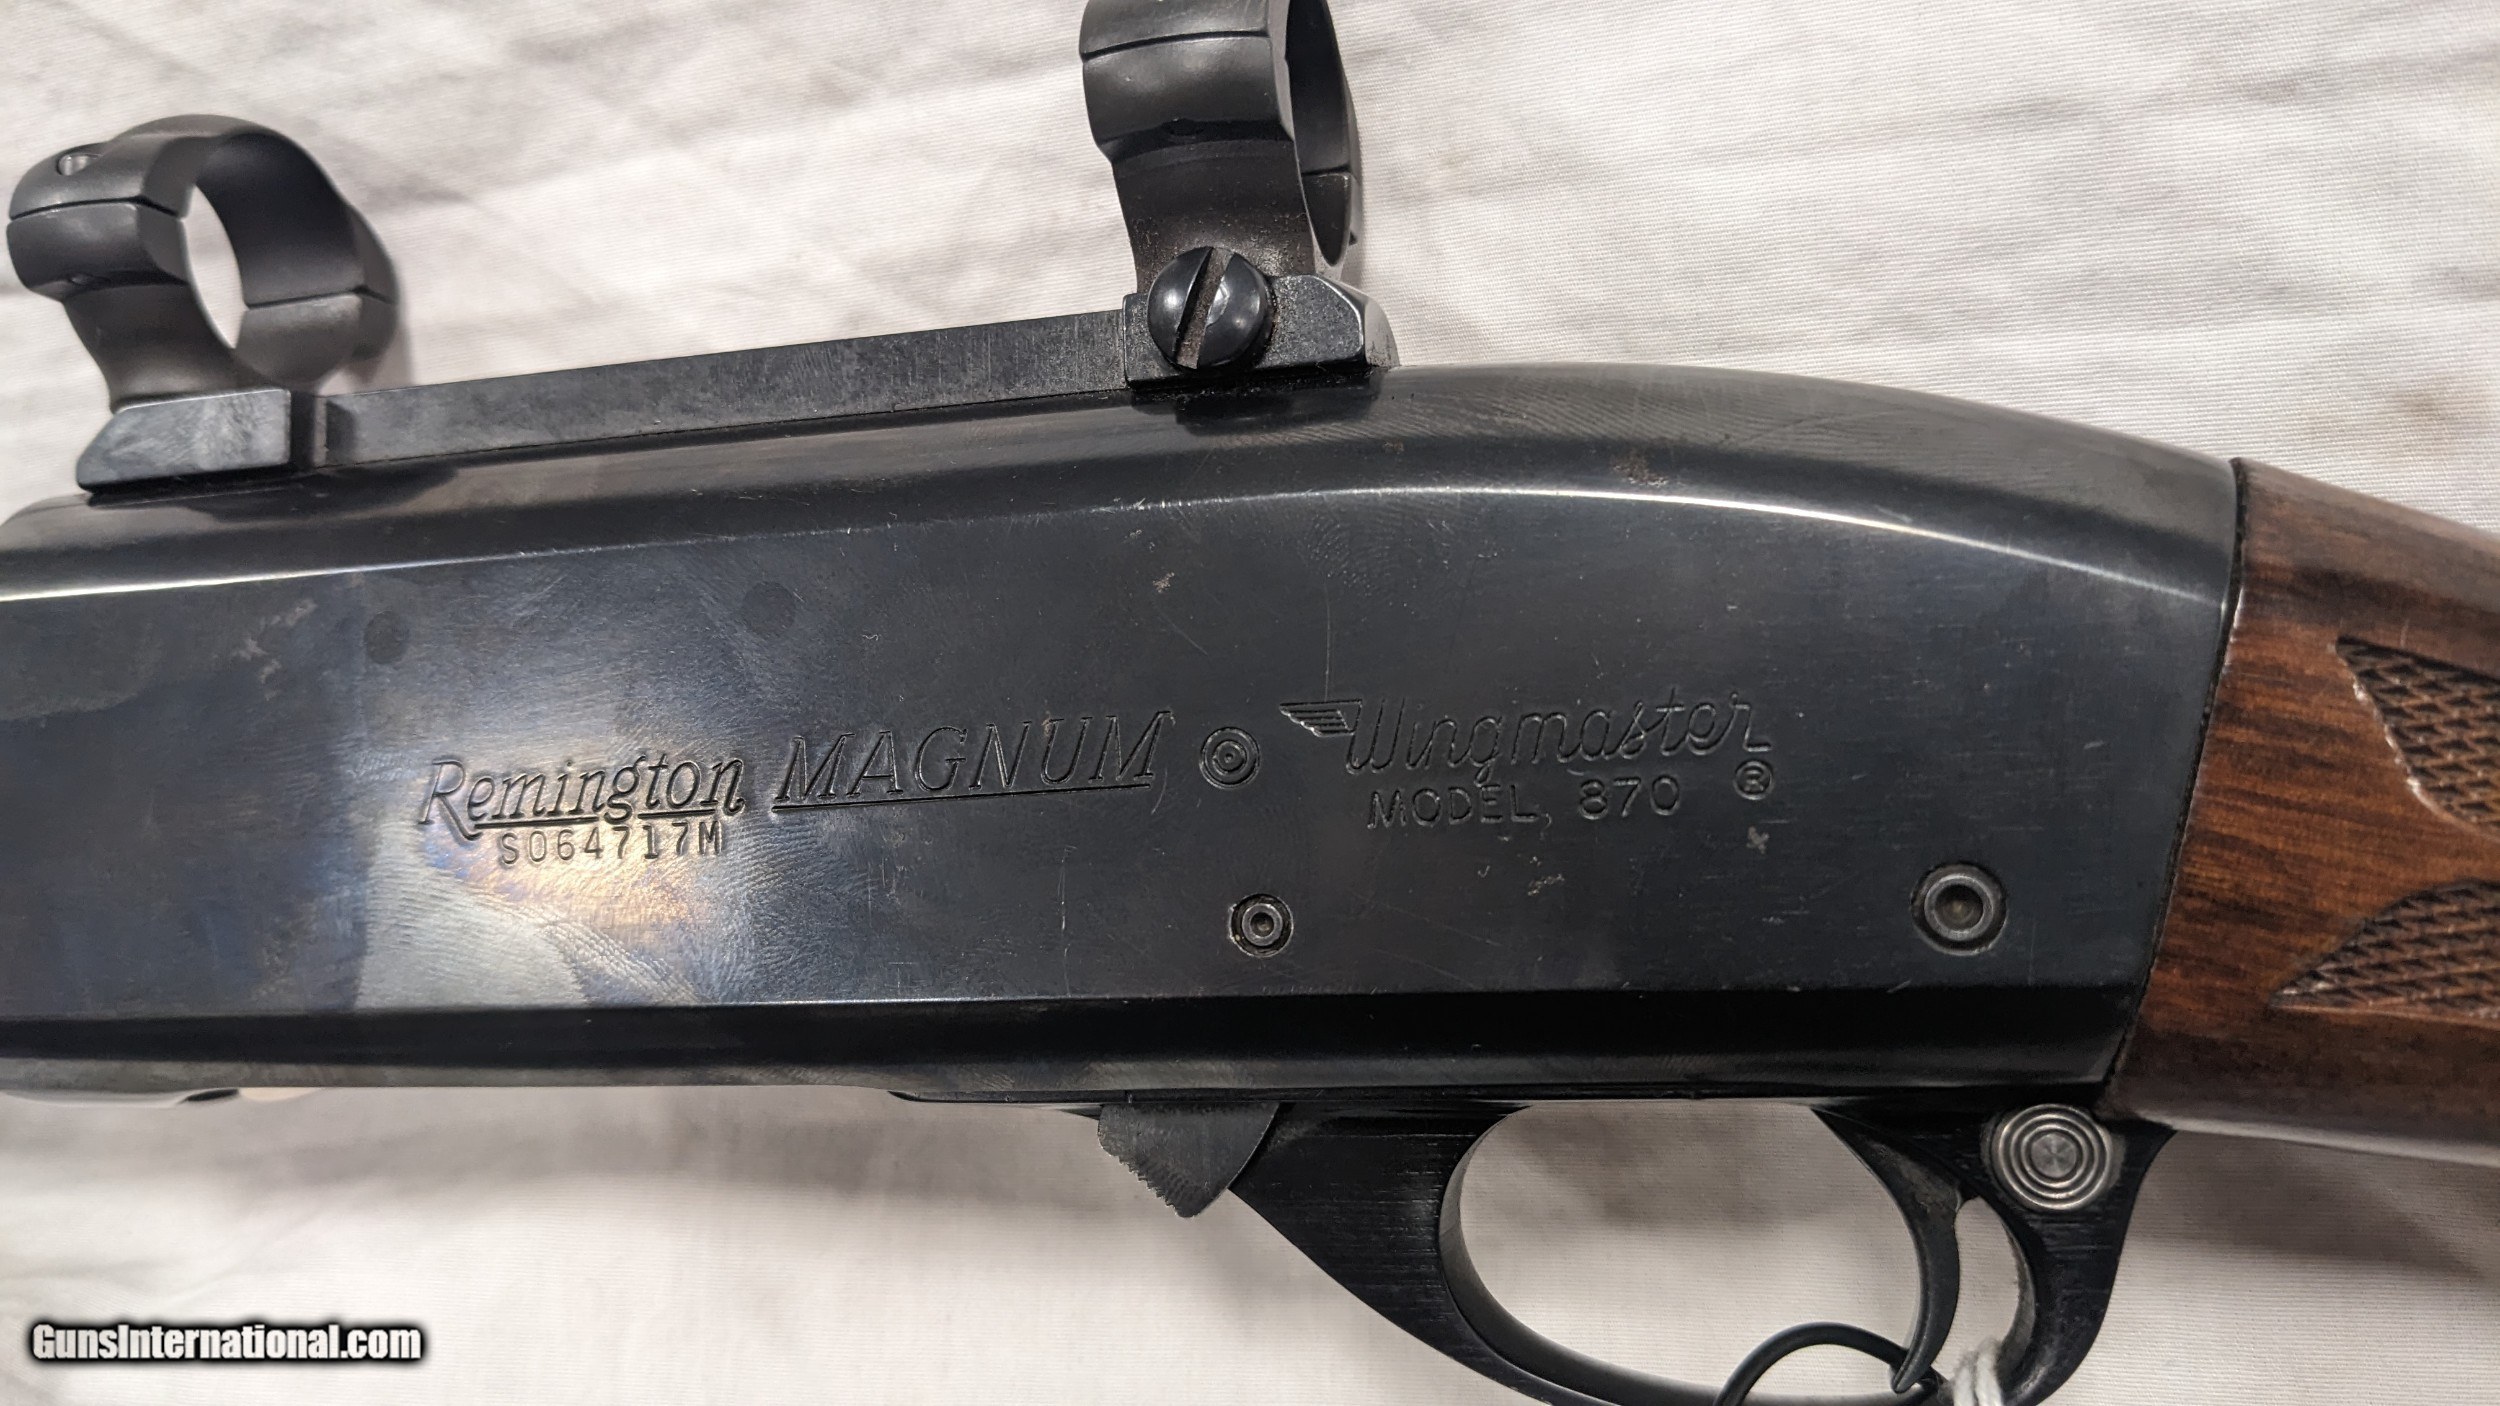 Remington MAGNUM
S064717M
Wingmaster
MODEL 870 ®
GunsInternational.com